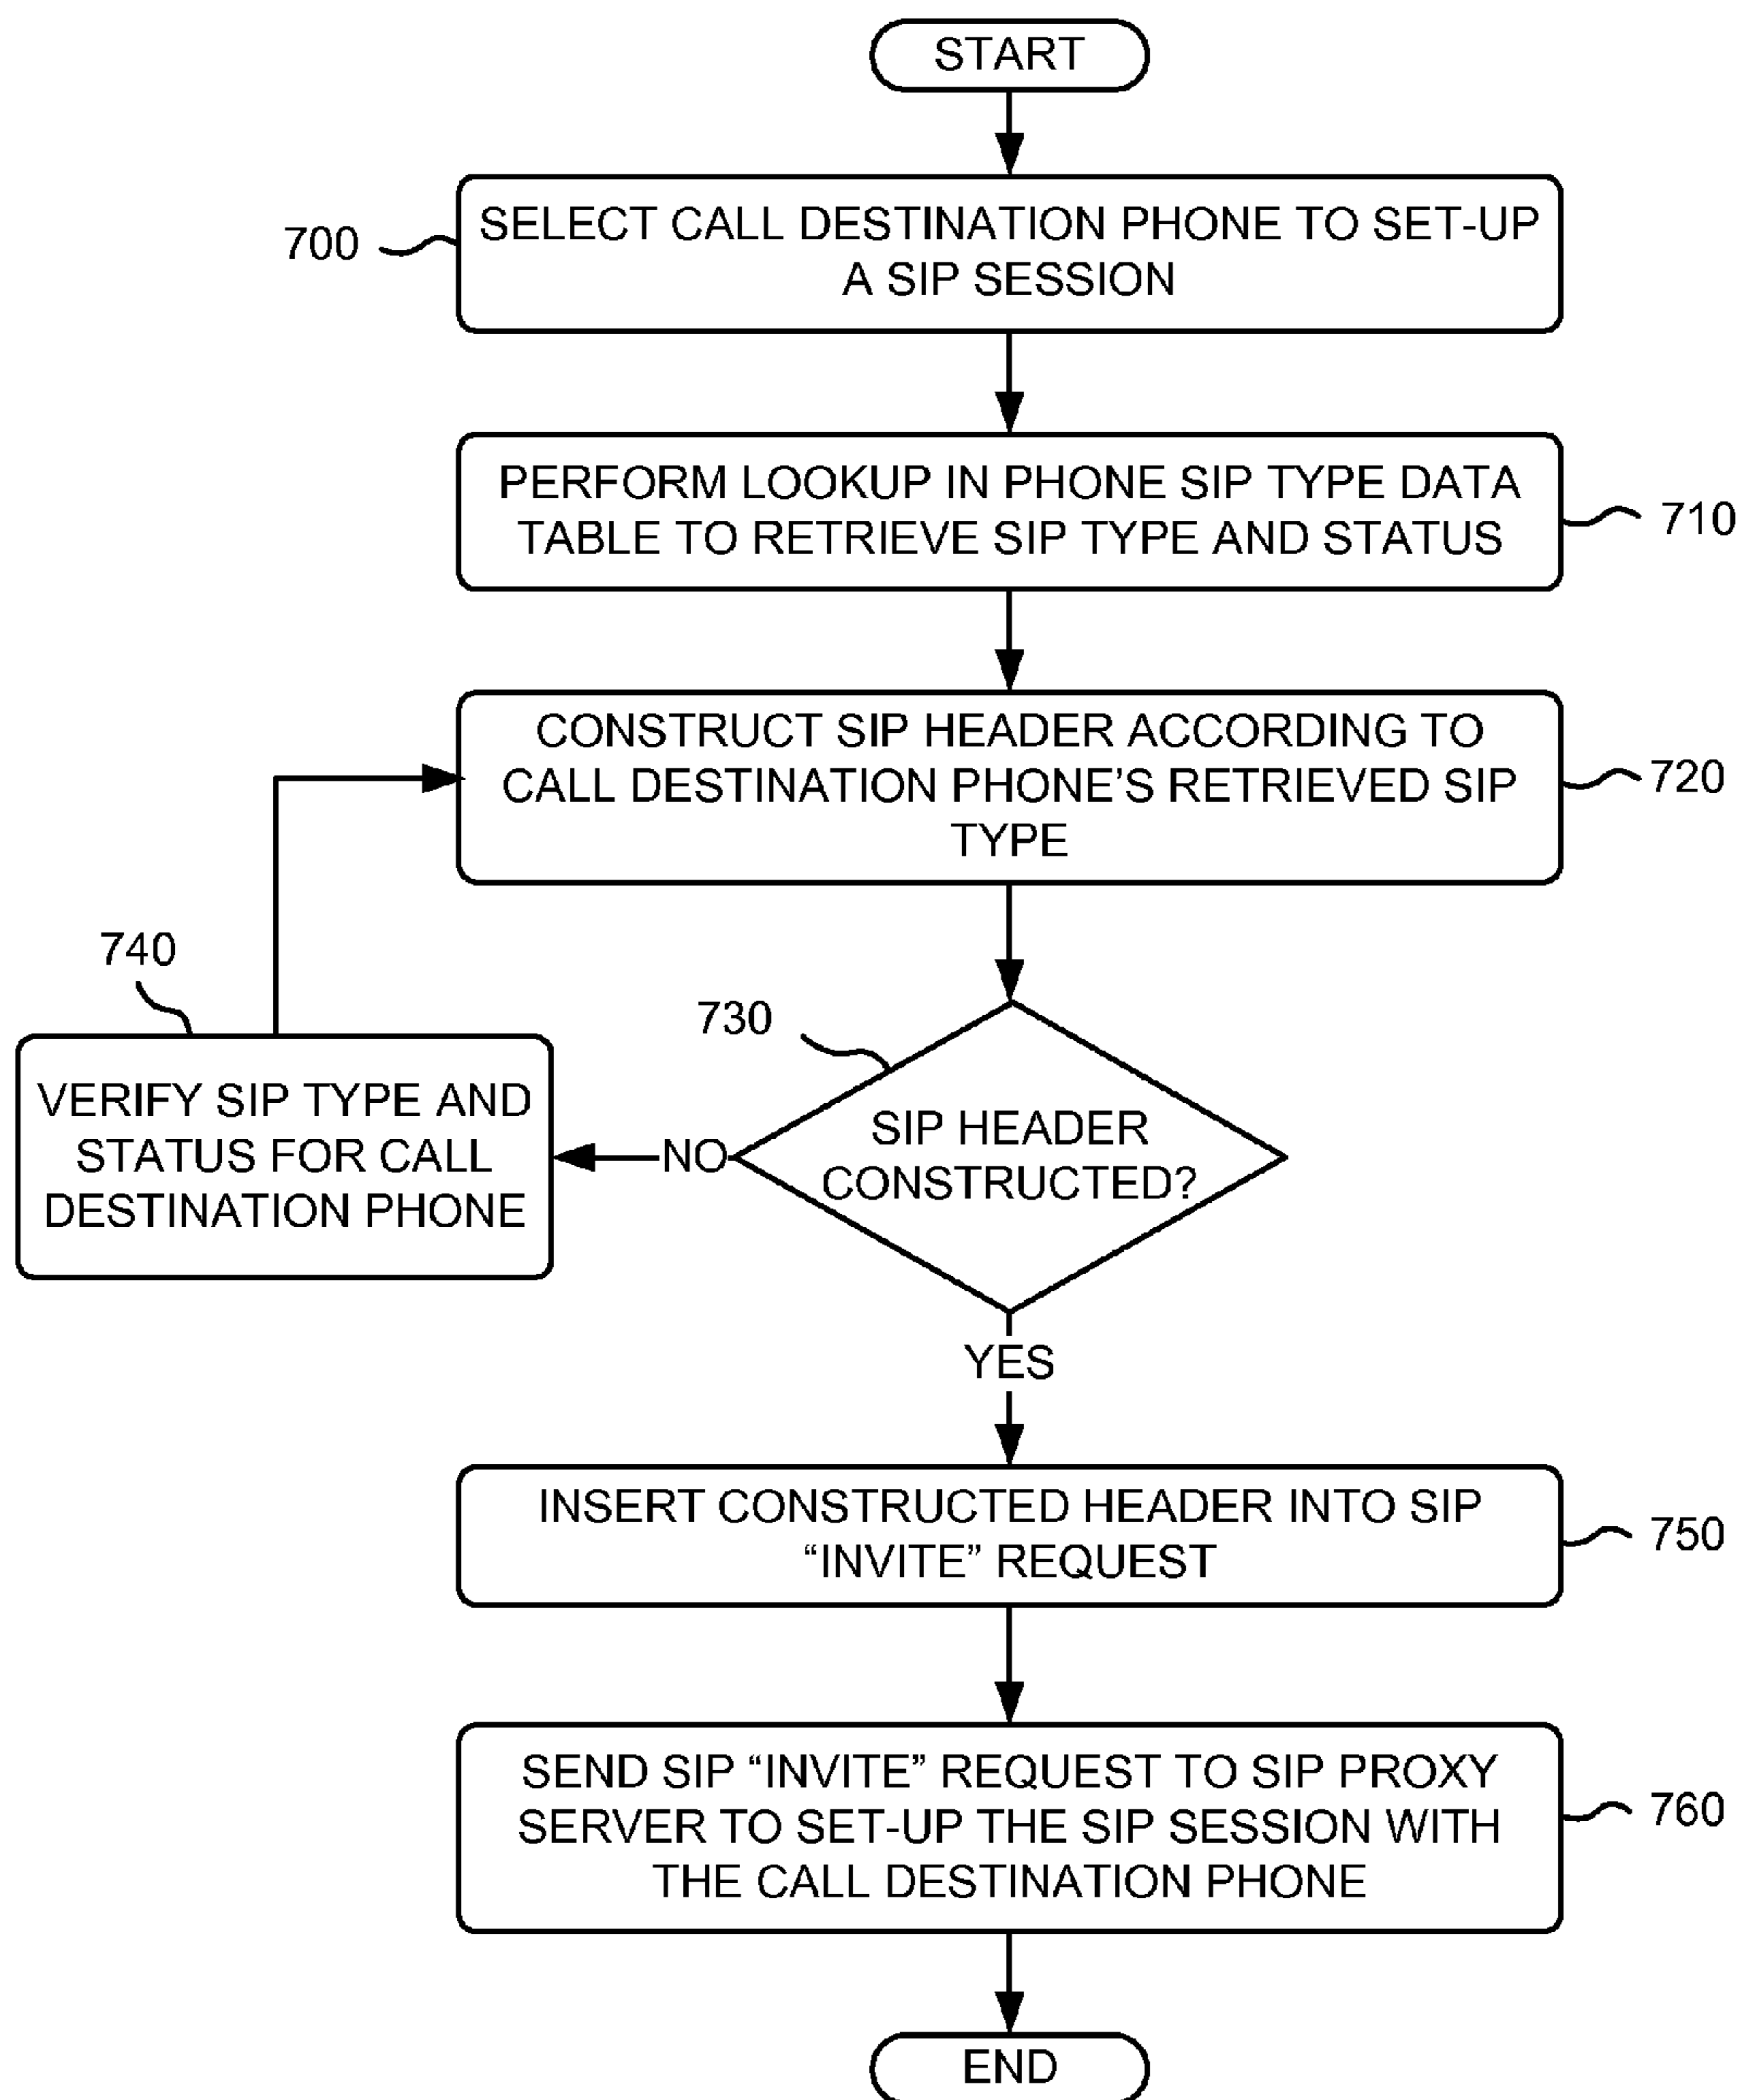 START
700
SELECT CALL DESTINATION PHONE TO SET-UP
A SIP SESSION
PERFORM LOOKUP IN PHONE SIP TYPE DATA
TABLE TO RETRIEVE SIP TYPE AND STATUS
710
CONSTRUCT SIP HEADER ACCORDING TO
CALL DESTINATION PHONE’S RETRIEVED SIP
TYPE
720
740
VERIFY SIP TYPE AND
STATUS FOR CALL
DESTINATION PHONE
730
SIP HEADER
CONSTRUCTED?
NO
YES
INSERT CONSTRUCTED HEADER INTO SIP
“INVITE” REQUEST
750
SEND SIP “INVITE” REQUEST TO SIP PROXY
SERVER TO SET-UP THE SIP SESSION WITH
THE CALL DESTINATION PHONE
760
END